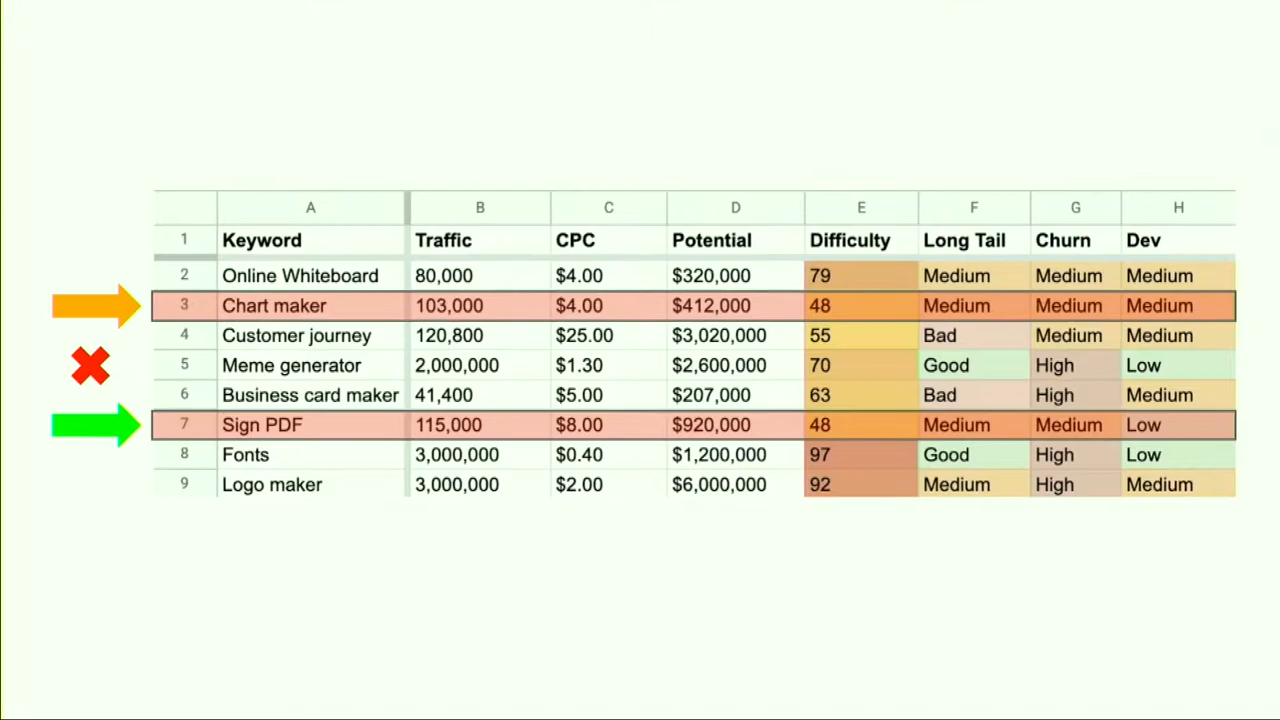 A B C D E F G H
1 Keyword Traffic CPC Potential Difficulty Long Tail Churn Dev
2 Online Whiteboard 80,000 $4.00 $320,000 79 Medium Medium Medium
3 Chart maker 103,000 $4.00 $412,000 48 Medium Medium Medium
4 Customer journey 120,800 $25.00 $3,020,000 55 Bad Medium Medium
5 Meme generator 2,000,000 $1.30 $2,600,000 70 Good High Low
6 Business card maker 41,400 $5.00 $207,000 63 Bad High Medium
7 Sign PDF 115,000 $8.00 $920,000 48 Medium Medium Low
8 Fonts 3,000,000 $0.40 $1,200,000 97 Good High Low
9 Logo maker 3,000,000 $2.00 $6,000,000 92 Medium High Medium